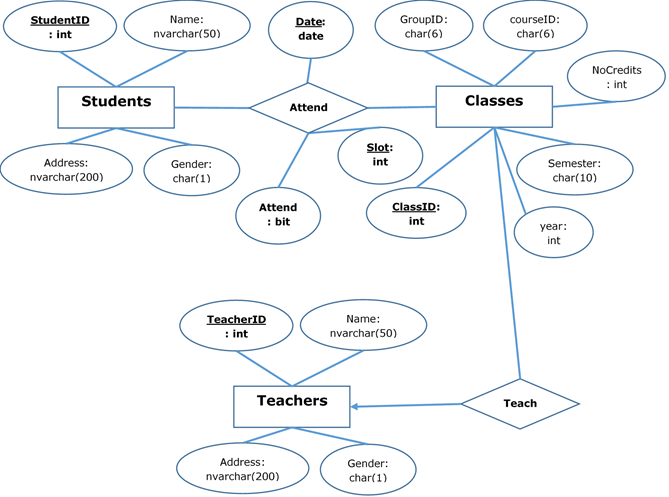 StudentID
: int
Name:
nvarchar(50)
Date:
date
GroupID:
char(6)
courseID:
char(6)
NoCredits
: int
Students
Attend
Classes
Address:
nvarchar(200)
Gender:
char(1)
Slot:
int
Semester:
char(10)
Attend
: bit
ClassID:
int
year:
int
TeacherID
: int
Name:
nvarchar(50)
Teachers
Teach
Address:
nvarchar(200)
Gender:
char(1)